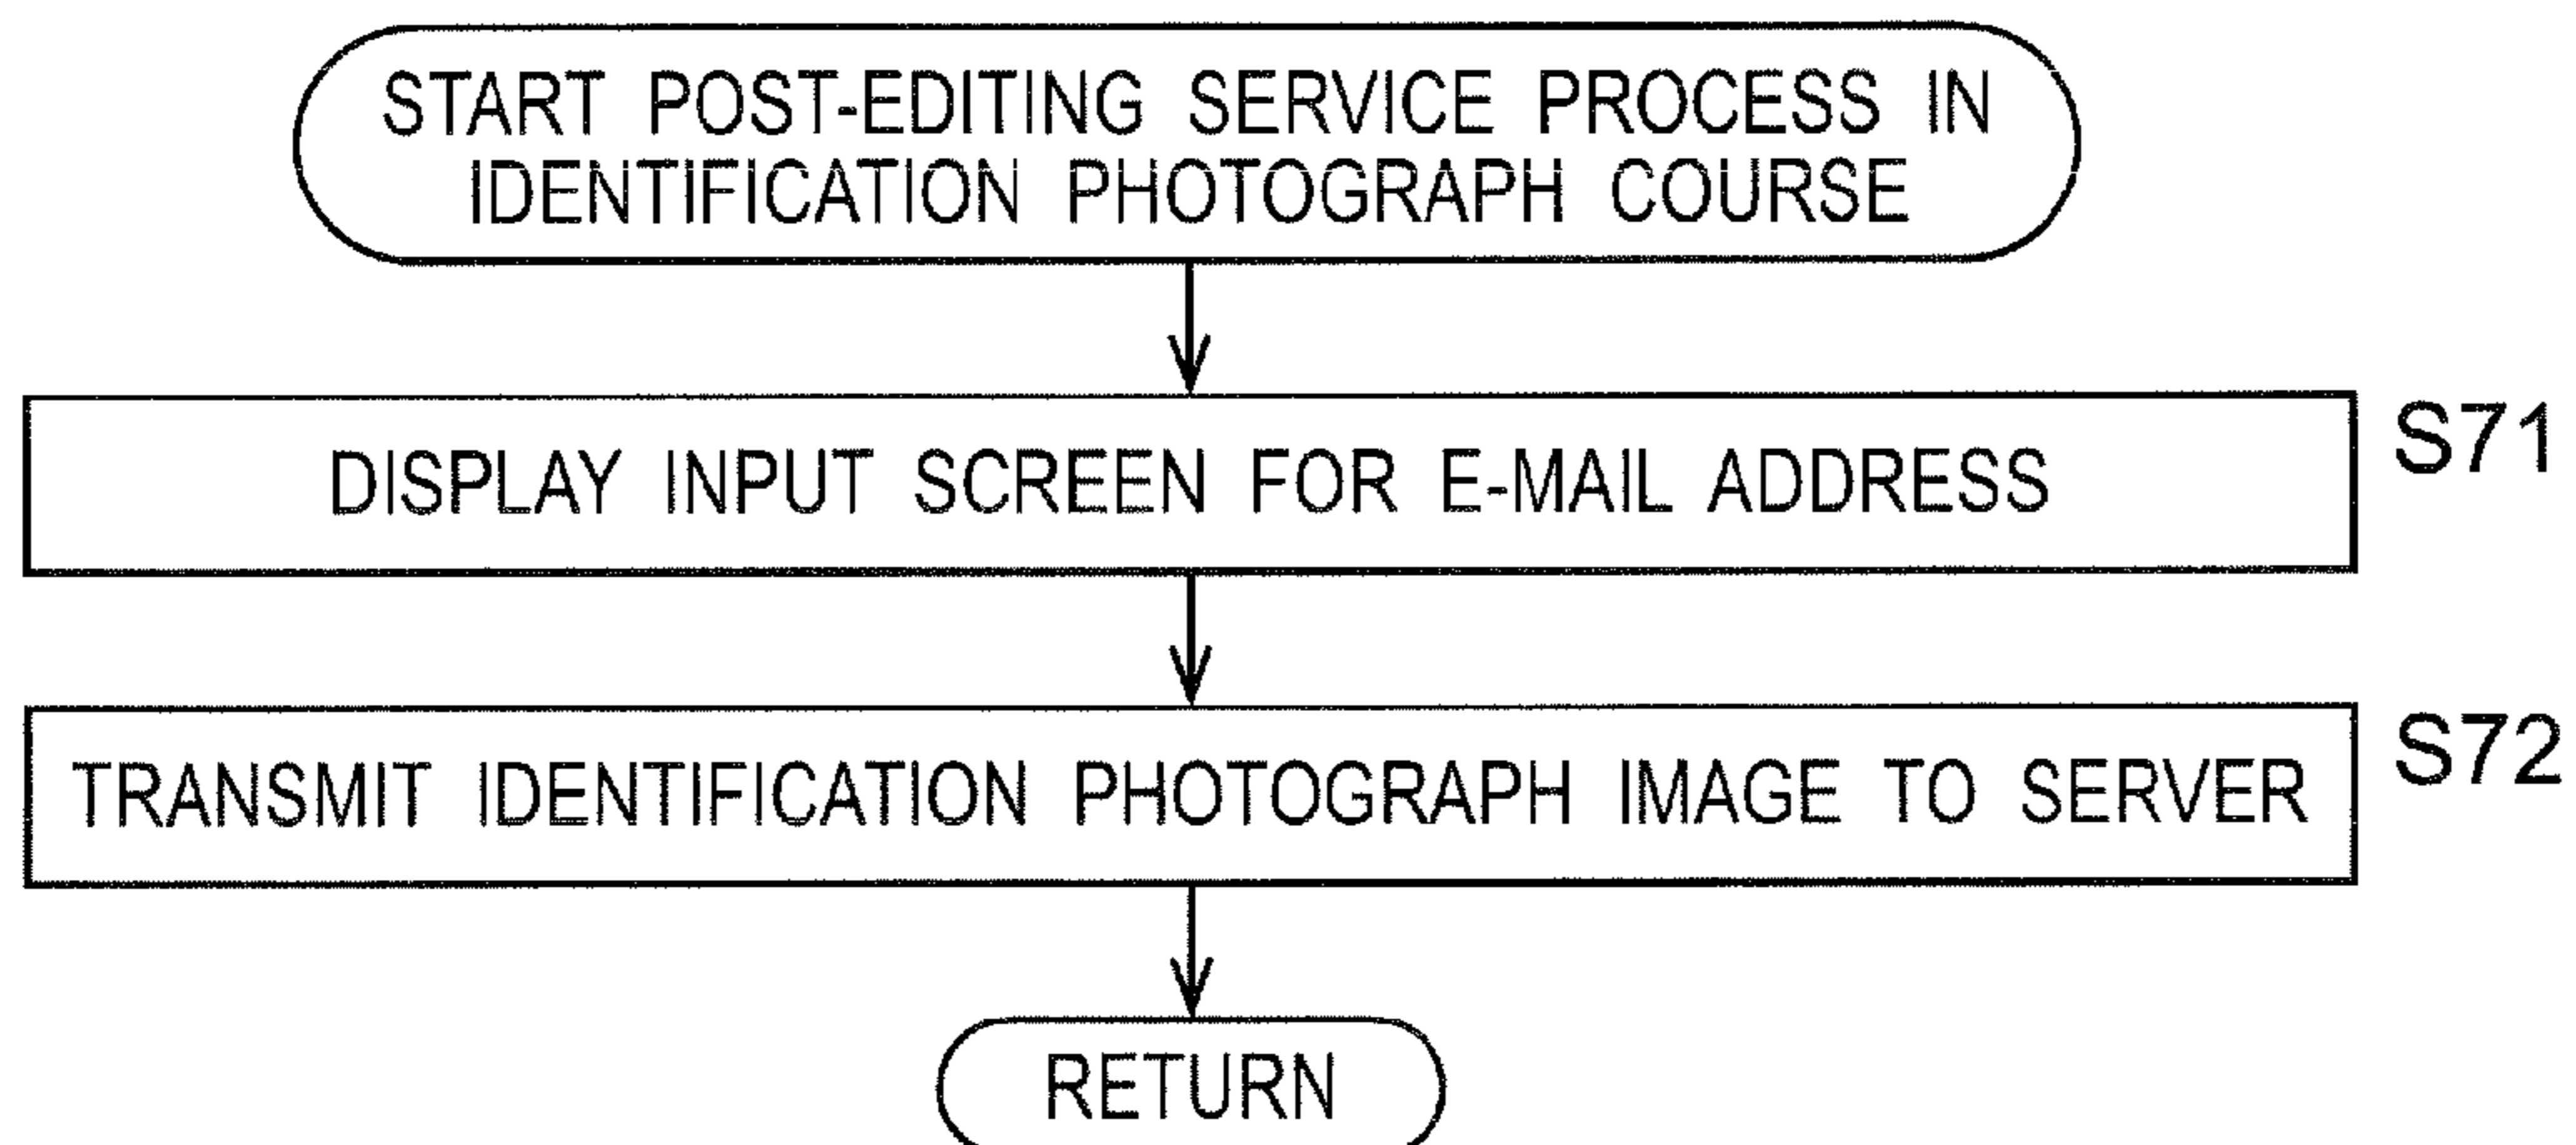 START POST-EDITING SERVICE PROCESS IN
IDENTIFICATION PHOTOGRAPH COURSE
DISPLAY INPUT SCREEN FOR E-MAIL ADDRESS
S71
TRANSMIT IDENTIFICATION PHOTOGRAPH IMAGE TO SERVER
S72
RETURN